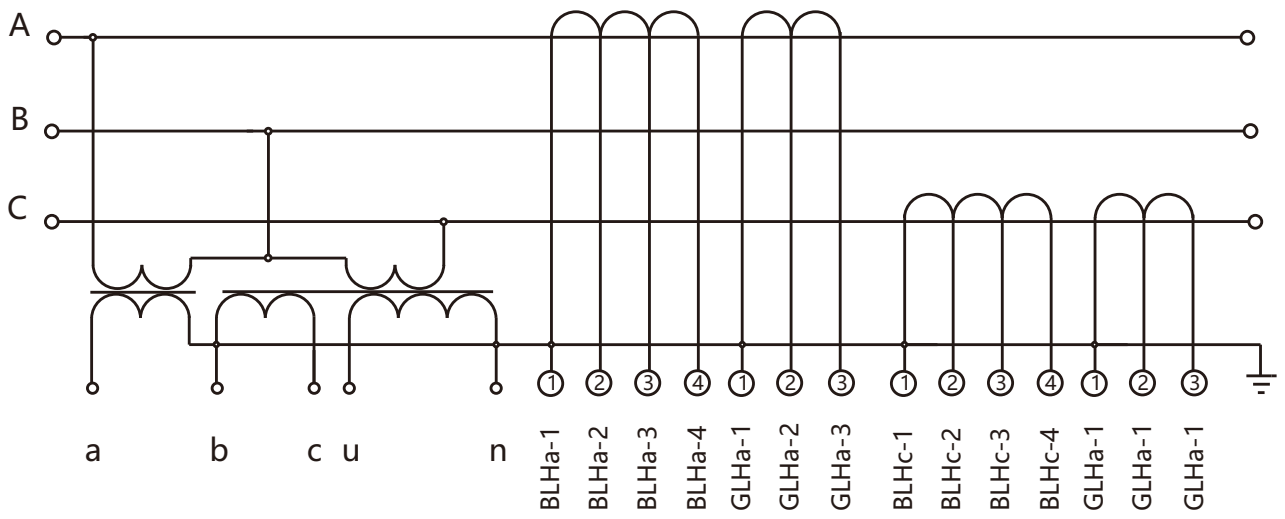 A
B
C
1 2 3 4 1 2 3 1 2 3 4 1 2 3
a b c u n
BLHa-1
BLHa-2
BLHa-3
BLHa-4
GLHa-1
GLHa-2
GLHa-3
BLHc-1
BLHc-2
BLHc-3
BLHc-4
GLHa-1
GLHa-1
GLHa-1